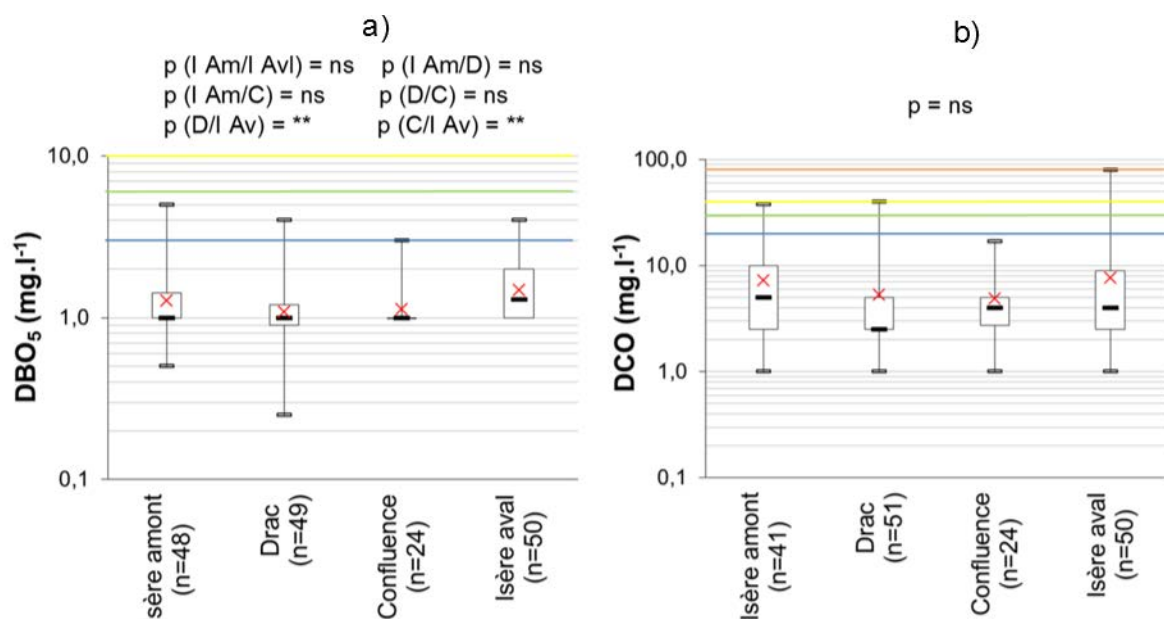 a)
p (I Am/I Avl) = ns p (I Am/D) = ns
p (I Am/C) = ns p (D/C) = ns
p (D/I Av) = ** p (C/I Av) = **
DBO₅ (mg.l⁻¹)
10,0
1,0
0,1
sère amont
(n=48)
Drac
(n=49)
Confluence
(n=24)
Isère aval
(n=50)
b)
p = ns
DCO (mg.l⁻¹)
100,0
10,0
1,0
0,1
Isère amont
(n=41)
Drac
(n=51)
Confluence
(n=24)
Isère aval
(n=50)